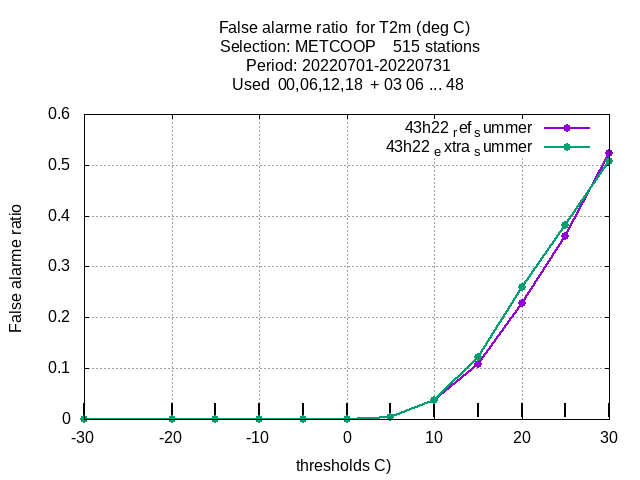 False alarme ratio for T2m (deg C)
Selection: METCOOP 515 stations
Period: 20220701-20220731
Used 00,06,12,18 + 03 06 ... 48
43h22 ref summer
43h22 extra summer
False alarme ratio
0.6
0.5
0.4
0.3
0.2
0.1
0
-30 -20 -10 0 10 20 30
thresholds C)